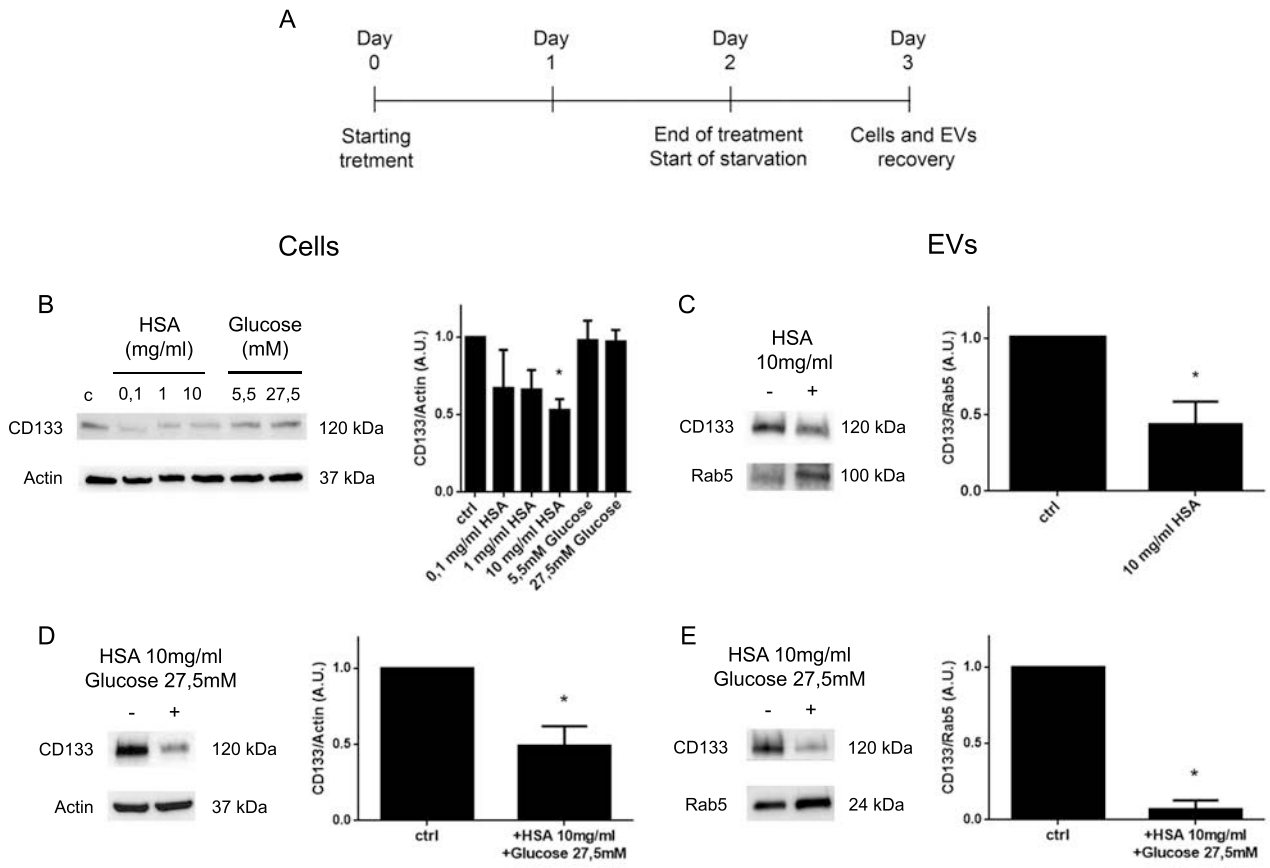 A
Day 0
Day 1
Day 2
Day 3
Starting tretment
End of treatment
Start of starvation
Cells and EVs recovery
Cells
EVs
B
HSA (mg/ml)
Glucose (mM)
c 0,1 1 10 5,5 27,5
CD133 120 kDa
Actin 37 kDa
CD133/Actin (A.U.)
1.0
0.5
0.0
ctrl
0,1 mg/ml HSA
1 mg/ml HSA
10 mg/ml HSA
5,5mM Glucose
27,5mM Glucose
*
C
HSA
10mg/ml
- +
CD133 120 kDa
Rab5 100 kDa
CD133/Rab5 (A.U.)
1.0
0.5
0.0
*
ctrl
10 mg/ml HSA
D
HSA 10mg/ml
Glucose 27,5mM
- +
CD133 120 kDa
Actin 37 kDa
CD133/Actin (A.U.)
1.0
0.5
0.0
*
ctrl
+HSA 10mg/ml
+Glucose 27,5mM
E
HSA 10mg/ml
Glucose 27,5mM
- +
CD133 120 kDa
Rab5 24 kDa
CD133/Rab5 (A.U.)
1.0
0.5
0.0
*
ctrl
+HSA 10mg/ml
+Glucose 27,5mM